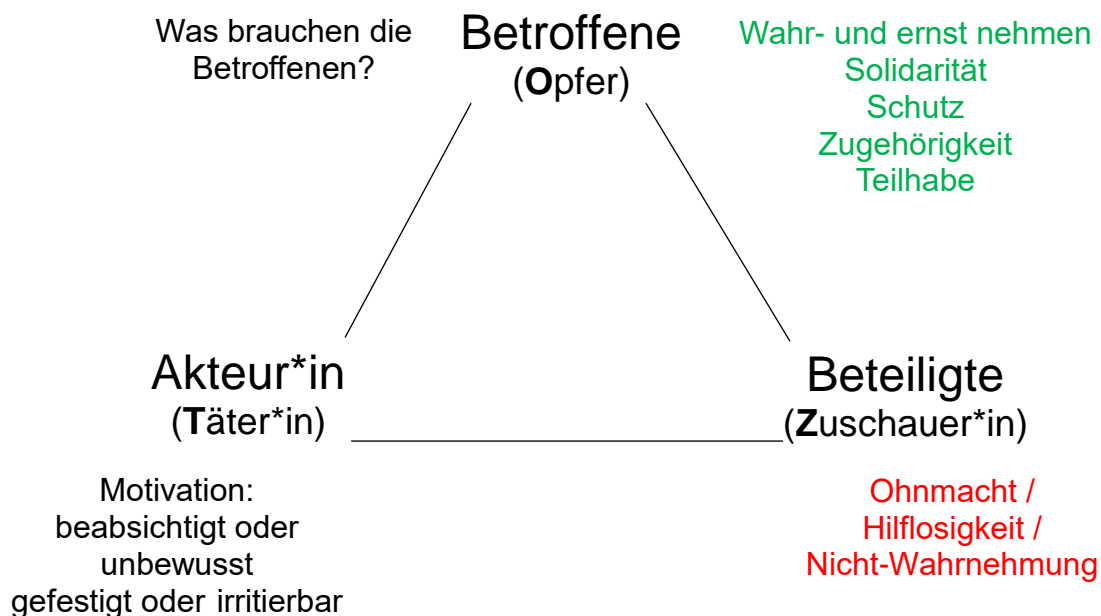 Was brauchen die
Betroffenen?
Betroffene
(Opfer)
Wahr- und ernst nehmen
Solidarität
Schutz
Zugehörigkeit
Teilhabe
Akteur*in
(Täter*in)
Beteiligte
(Zuschauer*in)
Motivation:
beabsichtigt oder
unbewusst
gefestigt oder irritierbar
Ohnmacht /
Hilflosigkeit /
Nicht-Wahrnehmung